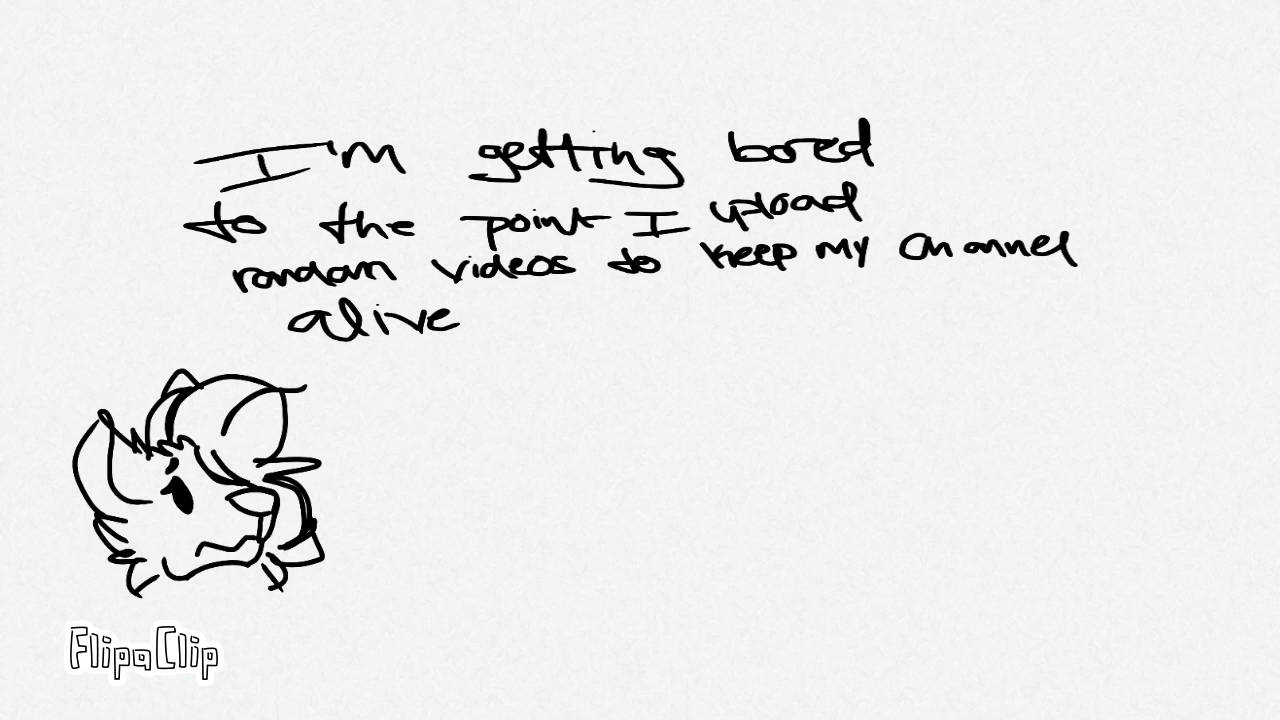 I'm getting bored
to the point I upload
random videos to keep my channel
alive
FlipaClip